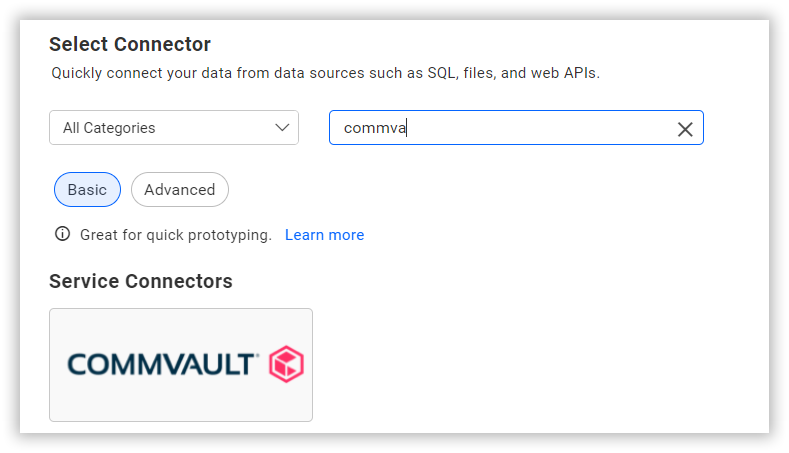 Select Connector
Quickly connect your data from data sources such as SQL, files, and web APIs.
All Categories
commva
Basic Advanced
Great for quick prototyping. Learn more
Service Connectors
COMMVAULT